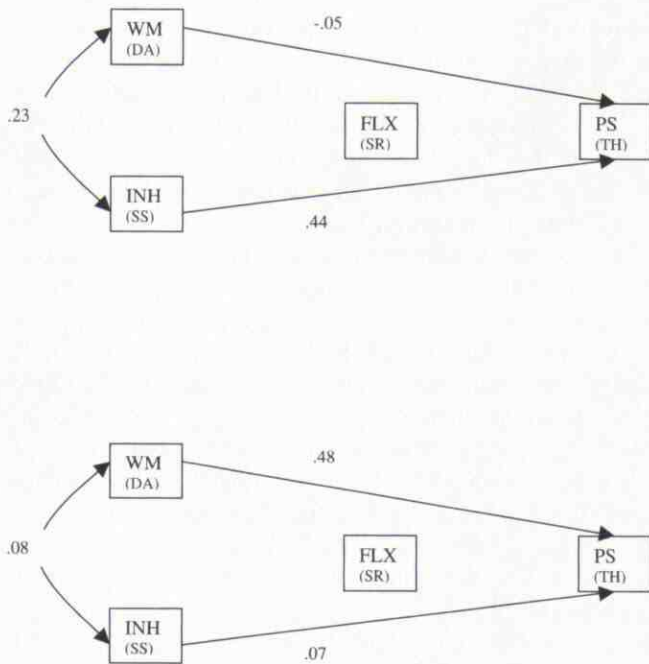 WM
(DA)
-.05
.23
FLX
(SR)
PS
(TH)
INH
(SS)
.44
WM
(DA)
.48
.08
FLX
(SR)
PS
(TH)
INH
(SS)
.07